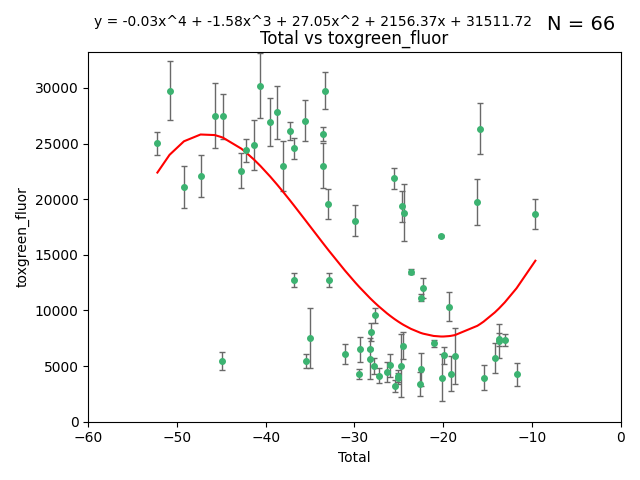 y = -0.03x^4 + -1.58x^3 + 27.05x^2 + 2156.37x + 31511.72
N = 66
Total vs toxgreen_fluor
toxgreen_fluor
30000
25000
20000
15000
10000
5000
0
−60
−50
−40
−30
−20
−10
0
Total